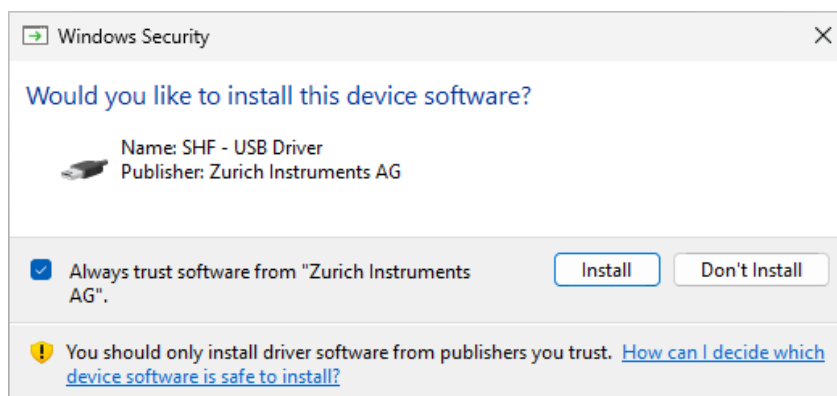 Windows Security
Would you like to install this device software?
Name: SHF - USB Driver
Publisher: Zurich Instruments AG
Always trust software from "Zurich Instruments
AG".
Install
Don't Install
You should only install driver software from publishers you trust. How can I decide which
device software is safe to install?